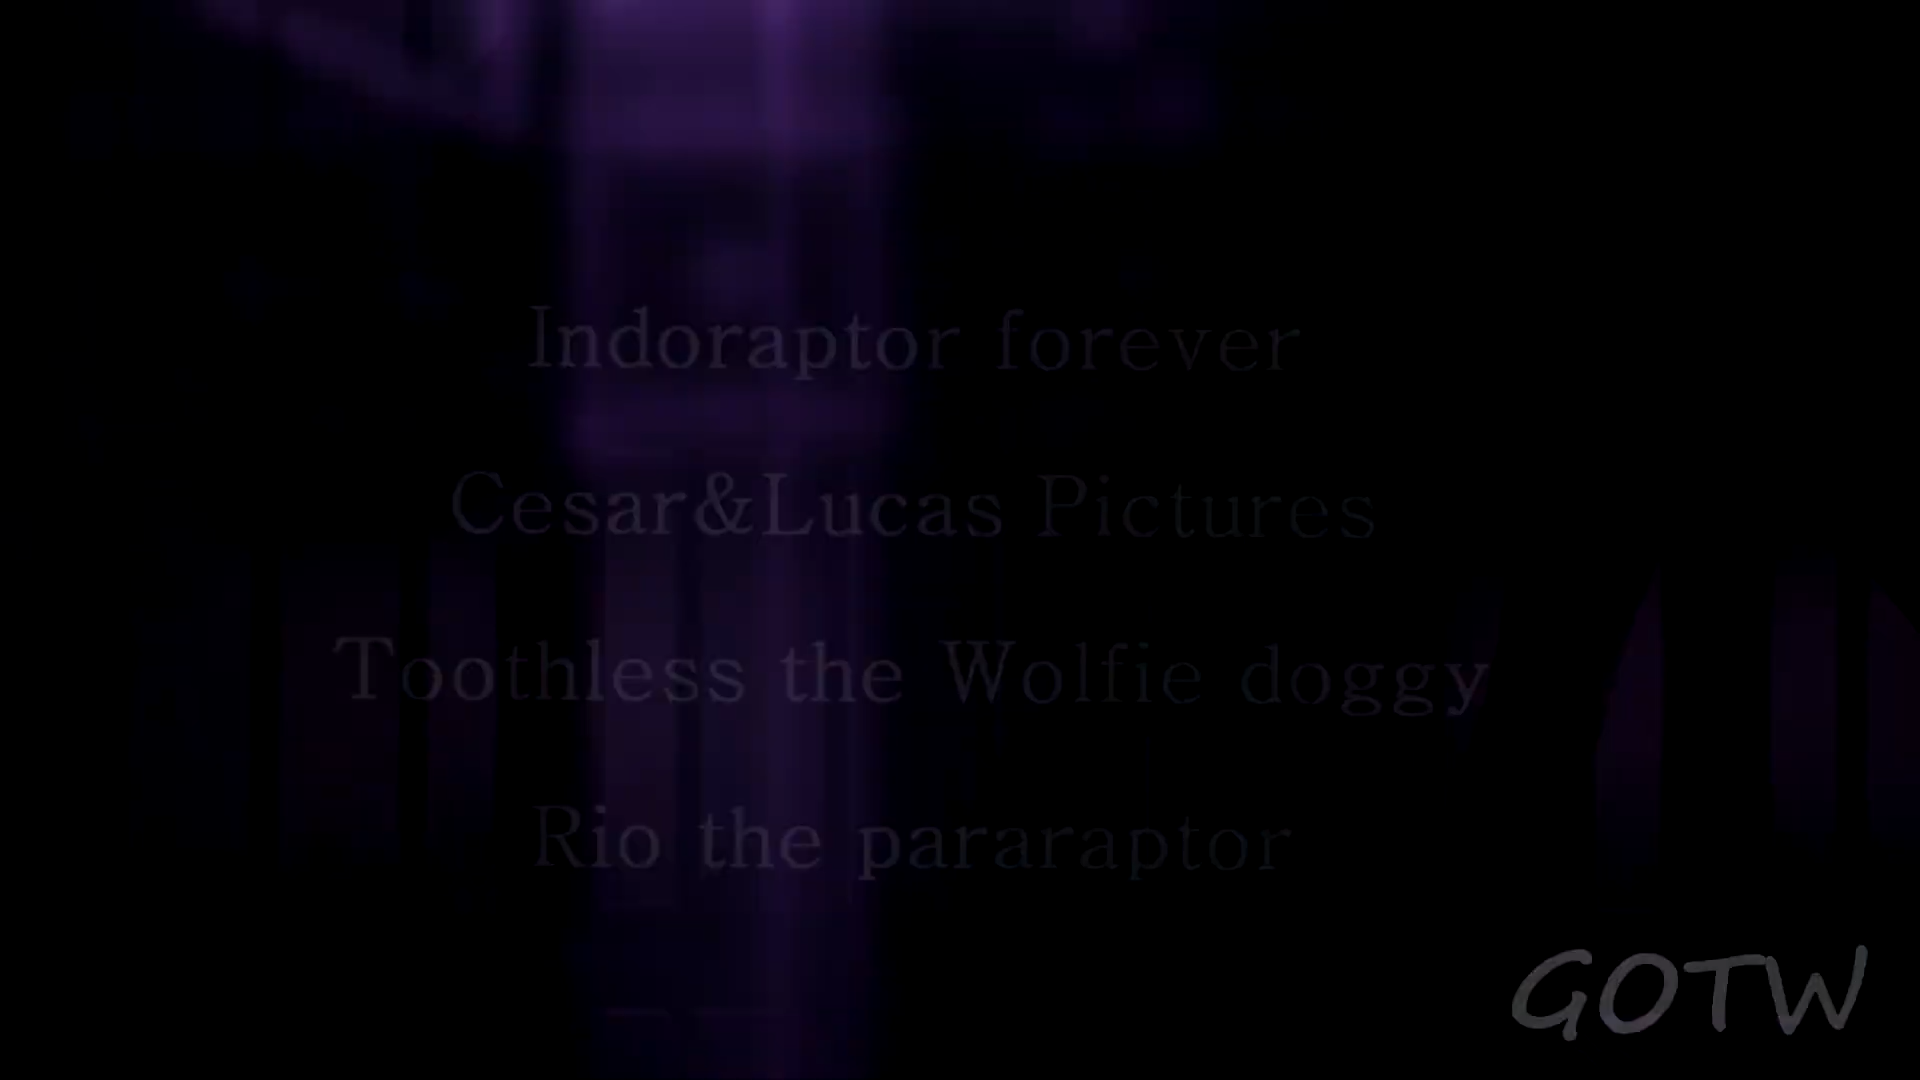 Indoraptor forever
Cesar&Lucas Pictures
Toothless the Wolfie doggy
Rio the pararaptor
GOTW